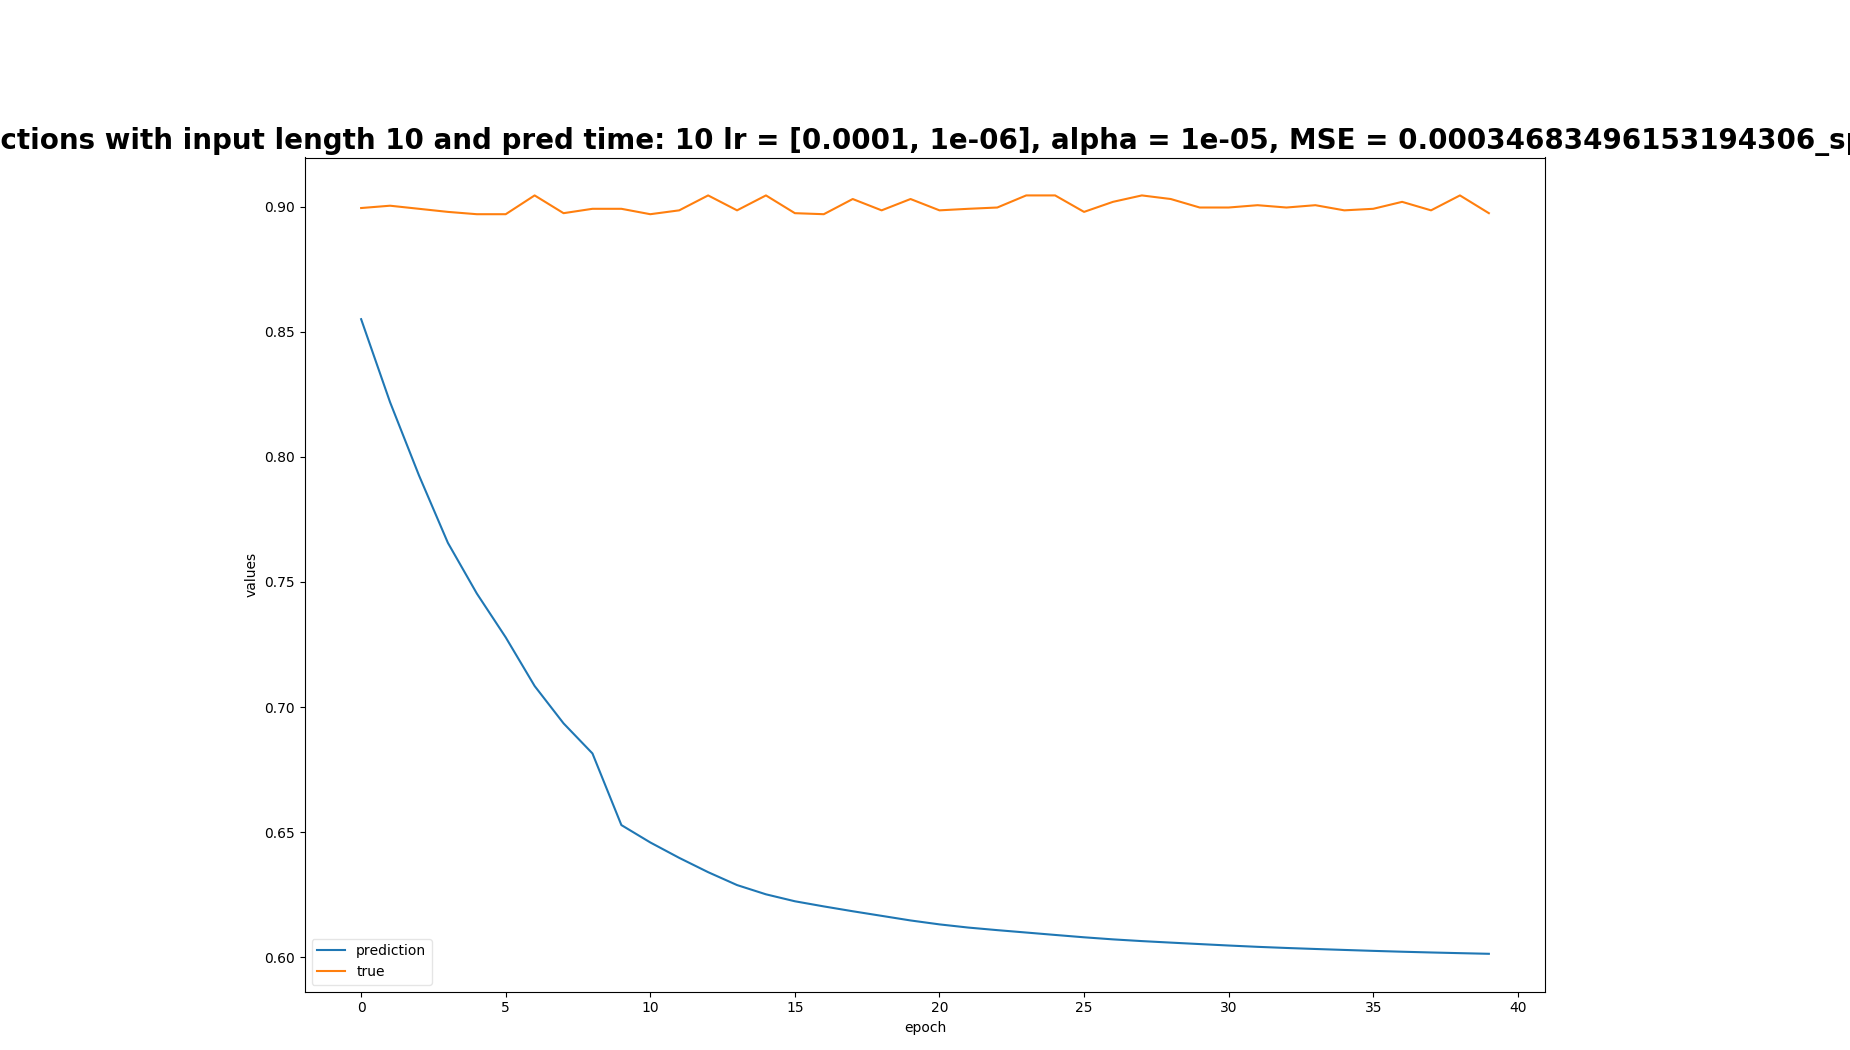 ctions with input length 10 and pred time: 10 lr = [0.0001, 1e-06], alpha = 1e-05, MSE = 0.00034683496153194306_sp
0.90
0.85
0.80
0.75
0.70
0.65
0.60
values
prediction
true
0 5 10 15 20 25 30 35 40
epoch